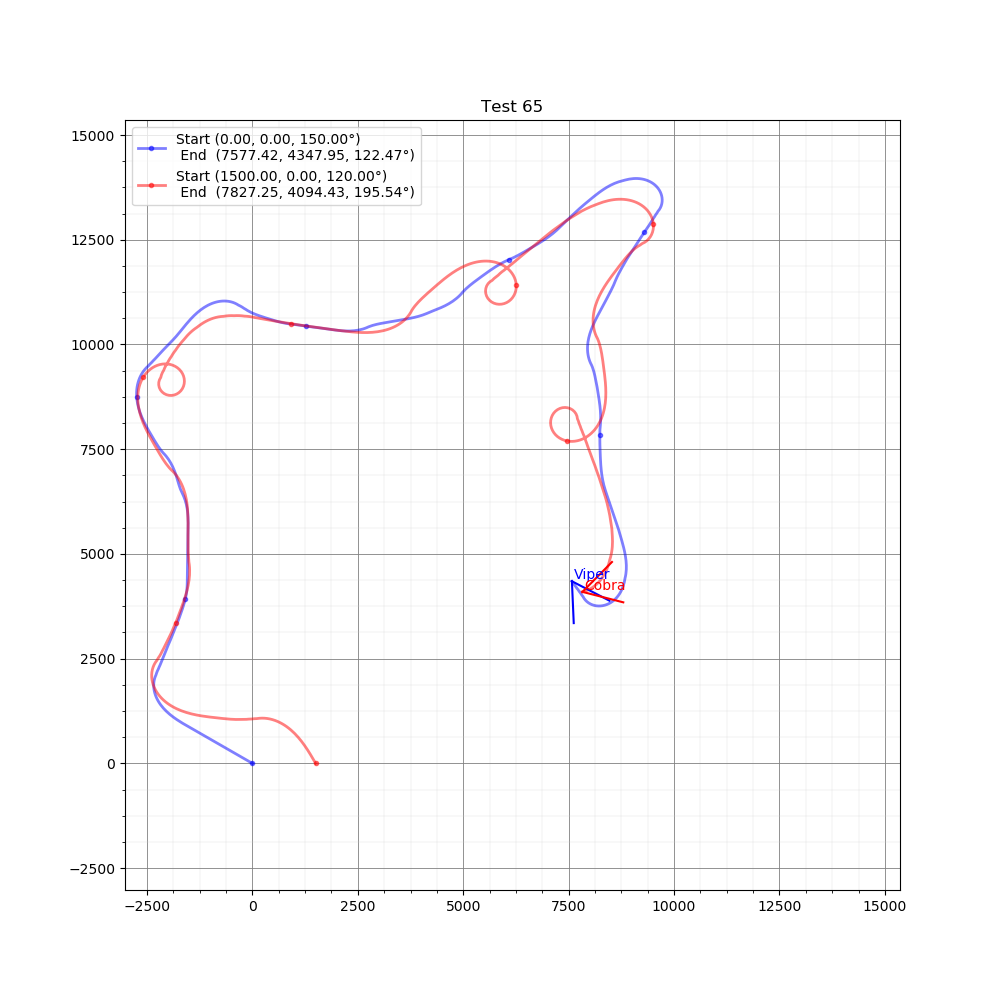 Test 65
Start (0.00, 0.00, 150.00°)
End (7577.42, 4347.95, 122.47°)
Start (1500.00, 0.00, 120.00°)
End (7827.25, 4094.43, 195.54°)
15000
12500
10000
7500
5000
2500
0
−2500
Viper
Cobra
−2500 0 2500 5000 7500 10000 12500 15000